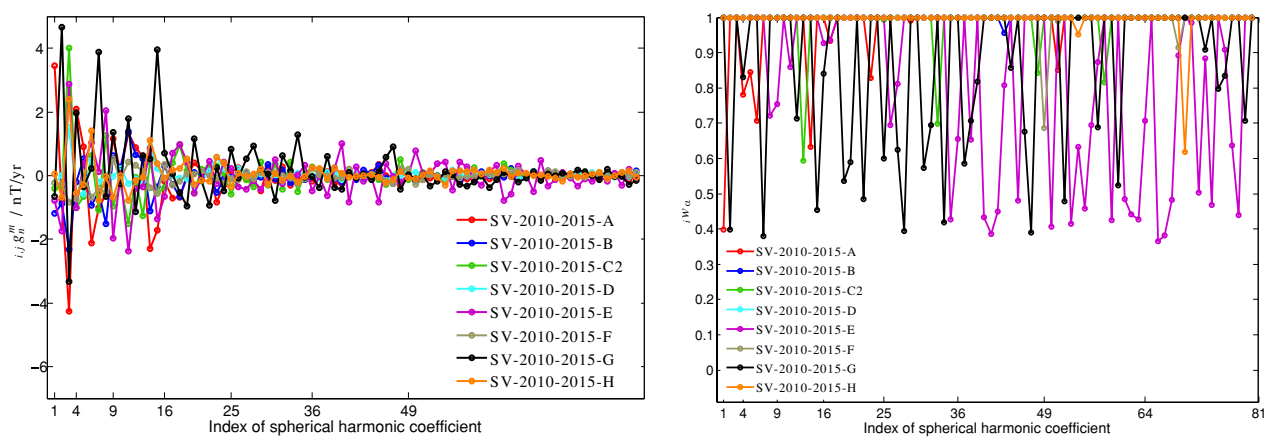 4
2
0
−2
−4
−6
i,j g_n^m / nT/yr
SV-2010-2015-A
SV-2010-2015-B
SV-2010-2015-C2
SV-2010-2015-D
SV-2010-2015-E
SV-2010-2015-F
SV-2010-2015-G
SV-2010-2015-H
1 4 9 16 25 36 49
Index of spherical harmonic coefficient
1
0.9
0.8
0.7
0.6
0.5
0.4
0.3
0.2
0.1
0
i w_α
SV-2010-2015-A
SV-2010-2015-B
SV-2010-2015-C2
SV-2010-2015-D
SV-2010-2015-E
SV-2010-2015-F
SV-2010-2015-G
SV-2010-2015-H
1 4 9 16 25 36 49 64 81
Index of spherical harmonic coefficient